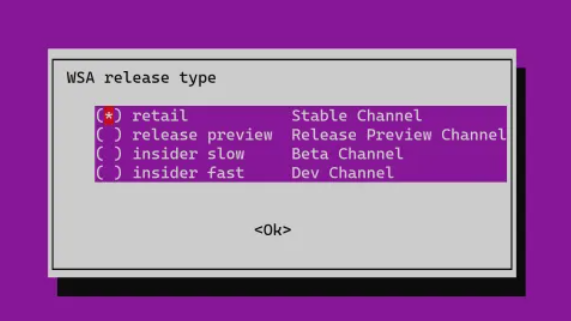 WSA release type
(*) retail Stable Channel
( ) release preview Release Preview Channel
( ) insider slow Beta Channel
( ) insider fast Dev Channel
<Ok>